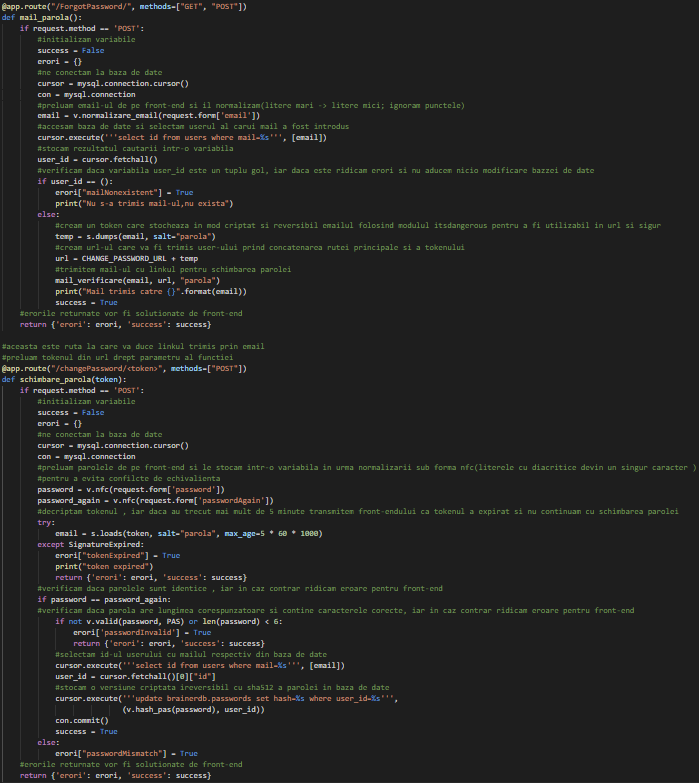 @app.route("/ForgotPassword/", methods=["GET", "POST"])
def mail_parola():
    if request.method == 'POST':
        #initializam variabile
        success = False
        erori = {}
        #ne conectam la baza de date
        cursor = mysql.connection.cursor()
        con = mysql.connection
        #preluam email-ul de pe front-end si il normalizam(litere mari -> litere mici; ignoram punctele)
        email = v.normalizare_email(request.form['email'])
        #accesam baza de date si selectam userul al carui mail a fost introdus
        cursor.execute('''select id from users where mail=%s''', [email])
        #stocam rezultatul cautarii intr-o variabila
        user_id = cursor.fetchall()
        #verificam daca variabila user_id este un tuplu gol, iar daca este ridicam erori si nu aducem nicio modificare bazzei de date
        if user_id == ():
            erori["mailNonexistent"] = True
            print("Nu s-a trimis mail-ul,nu exista")
        else:
            #cream un token care stocheaza in mod criptat si reversibil emailul folosind modulul itsdangerous pentru a fi utilizabil in url si sigur
            temp = s.dumps(email, salt="parola")
            #cream url-ul care va fi trimis user-ului prind concatenarea rutei principale si a tokenului
            url = CHANGE_PASSWORD_URL + temp
            #trimitem mail-ul cu linkul pentru schimbarea parolei
            mail_verificare(email, url, "parola")
            print("Mail trimis catre {}".format(email))
            success = True
    #erorile returnate vor fi solutionate de front-end
    return {'erori': erori, 'success': success}

#aceasta este ruta la care va duce linkul trimis prin email
#preluam tokenul din url drept parametru al functiei
@app.route("/changePassword/<token>", methods=["POST"])
def schimbare_parola(token):
    if request.method == 'POST':
        #initializam variabile
        success = False
        erori = {}
        #ne conectam la baza de date
        cursor = mysql.connection.cursor()
        con = mysql.connection
        #preluam parolele de pe front-end si le stocam intr-o variabila in urma normalizarii sub forma nfc(literele cu diacritice devin un singur caracter )
        #pentru a evita confilcte de echivalienta
        password = v.nfc(request.form['password'])
        password_again = v.nfc(request.form['passwordAgain'])
        #decriptam tokenul , iar daca au trecut mai mult de 5 minute transmitem front-endului ca tokenul a expirat si nu continuam cu schimbarea parolei
        try:
            email = s.loads(token, salt="parola", max_age=5 * 60 * 1000)
        except SignatureExpired:
            erori["tokenExpired"] = True
            print("token expired")
            return {'erori': erori, 'success': success}
        #verificam daca parolele sunt identice , iar in caz contrar ridicam eroare pentru front-end
        if password == password_again:
        #verificam daca parola are lungimea corespunzatoare si contine caracterele corecte, iar in caz contrar ridicam eroare pentru front-end
            if not v.valid(password, PAS) or len(password) < 6:
                erori['passwordInvalid'] = True
                return {'erori': erori, 'success': success}
            #selectam id-ul userului cu mailul respectiv din baza de date
            cursor.execute('''select id from users where mail=%s''', [email])
            user_id = cursor.fetchall()[0]["id"]
            #stocam o versiune criptata ireversibil cu sha512 a parolei in baza de date
            cursor.execute('''update brainerdb.passwords set hash=%s where user_id=%s''',
                           (v.hash_pas(password), user_id))
            con.commit()
            success = True
        else:
            erori["passwordMismatch"] = True
    #erorile returnate vor fi solutionate de front-end
    return {'erori': erori, 'success': success}